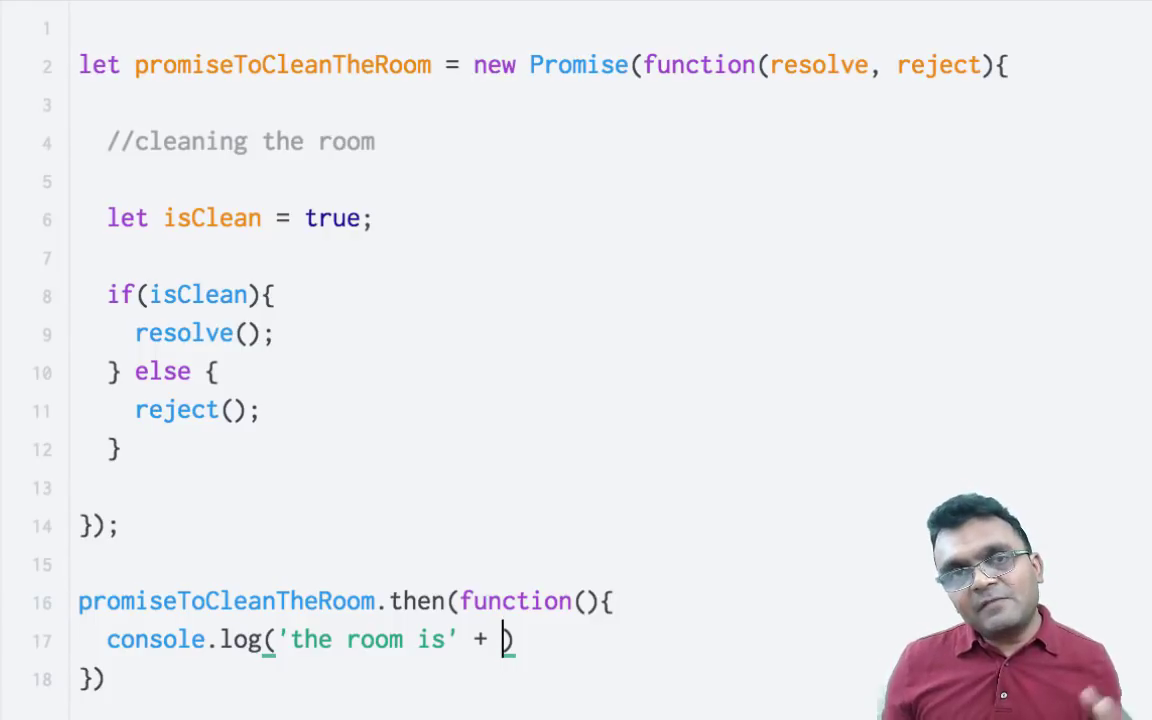 1
2 let promiseToCleanTheRoom = new Promise(function(resolve, reject){
3
4 //cleaning the room
5
6 let isClean = true;
7
8 if(isClean){
9 resolve();
10 } else {
11 reject();
12 }
13
14 });
15
16 promiseToCleanTheRoom.then(function(){
17 console.log('the room is' + )
18 })